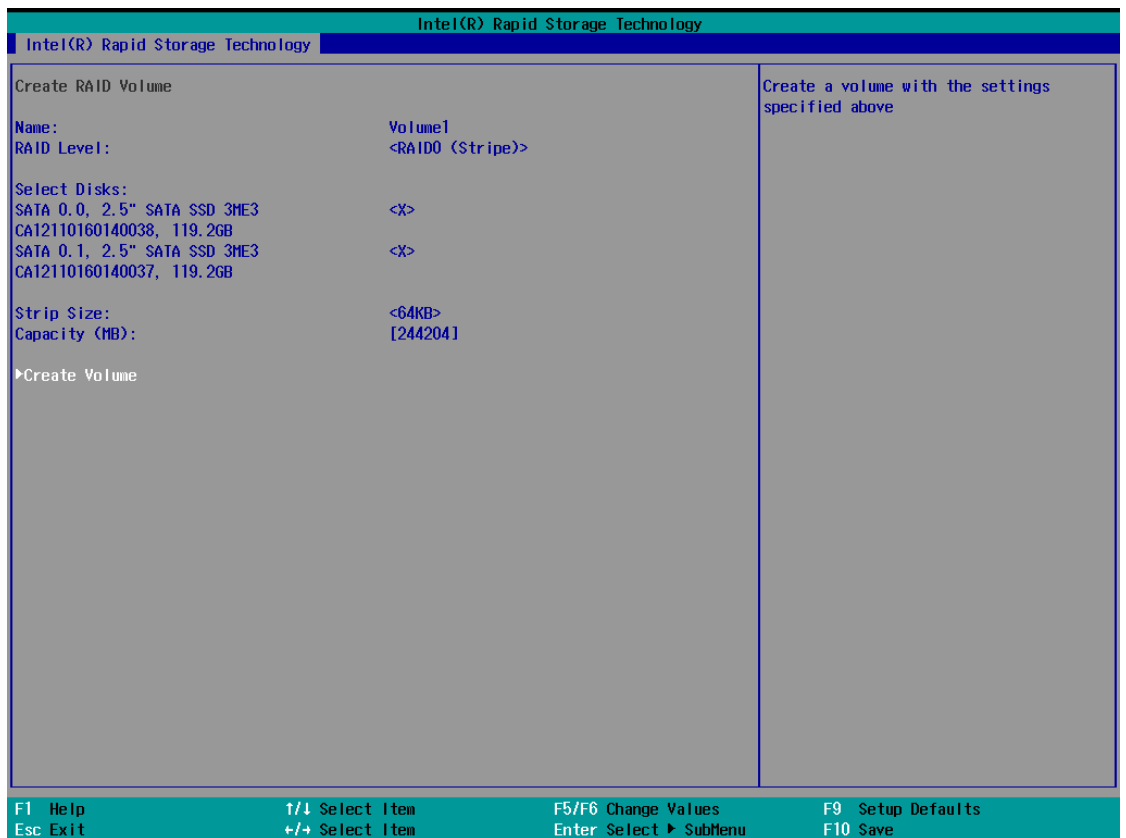 Intel(R) Rapid Storage Technology
Intel(R) Rapid Storage Technology
Create RAID Volume
Create a volume with the settings
specified above
Name: Volume1
RAID Level: <RAID0 (Stripe)>
Select Disks:
SATA 0.0, 2.5" SATA SSD 3ME3 <X>
CA12110160140038, 119.2GB
SATA 0.1, 2.5" SATA SSD 3ME3 <X>
CA12110160140037, 119.2GB
Strip Size: <64KB>
Capacity (MB): [244204]
▶Create Volume
F1 Help ↑/↓ Select Item F5/F6 Change Values F9 Setup Defaults
Esc Exit ←/→ Select Item Enter Select ▶ SubMenu F10 Save